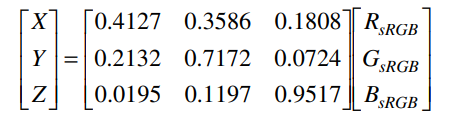 X 0.4127 0.3586 0.1808 R_sRGB
Y = 0.2132 0.7172 0.0724 G_sRGB
Z 0.0195 0.1197 0.9517 B_sRGB